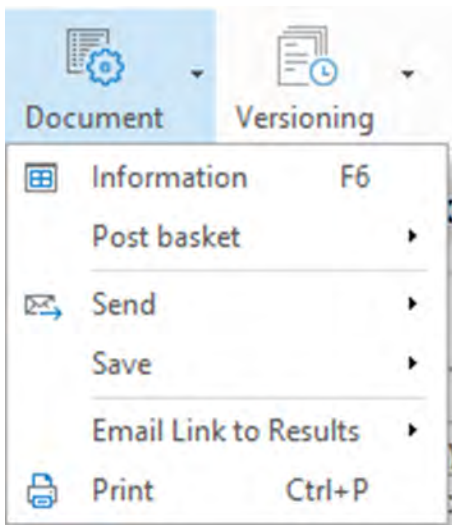 Document Versioning
Information F6
Post basket
Send
Save
Email Link to Results
Print Ctrl+P